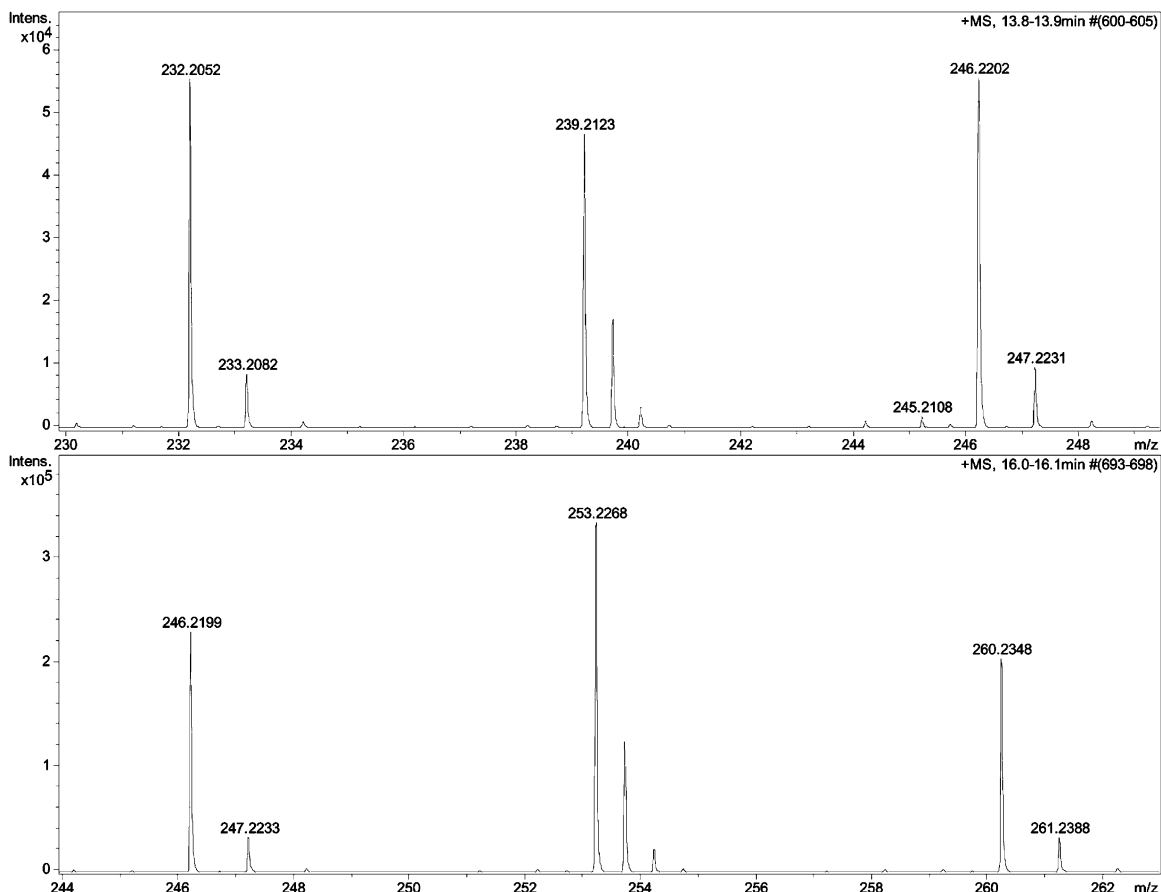 Intens.
x10^4
+MS, 13.8-13.9min #(600-605)
6
232.2052
246.2202
5
239.2123
4
3
2
1
233.2082
247.2231
245.2108
0
230 232 234 236 238 240 242 244 246 248 m/z
Intens.
x10^5
+MS, 16.0-16.1min #(693-698)
253.2268
3
246.2199
260.2348
2
1
247.2233
261.2388
0
244 246 248 250 252 254 256 258 260 262 m/z